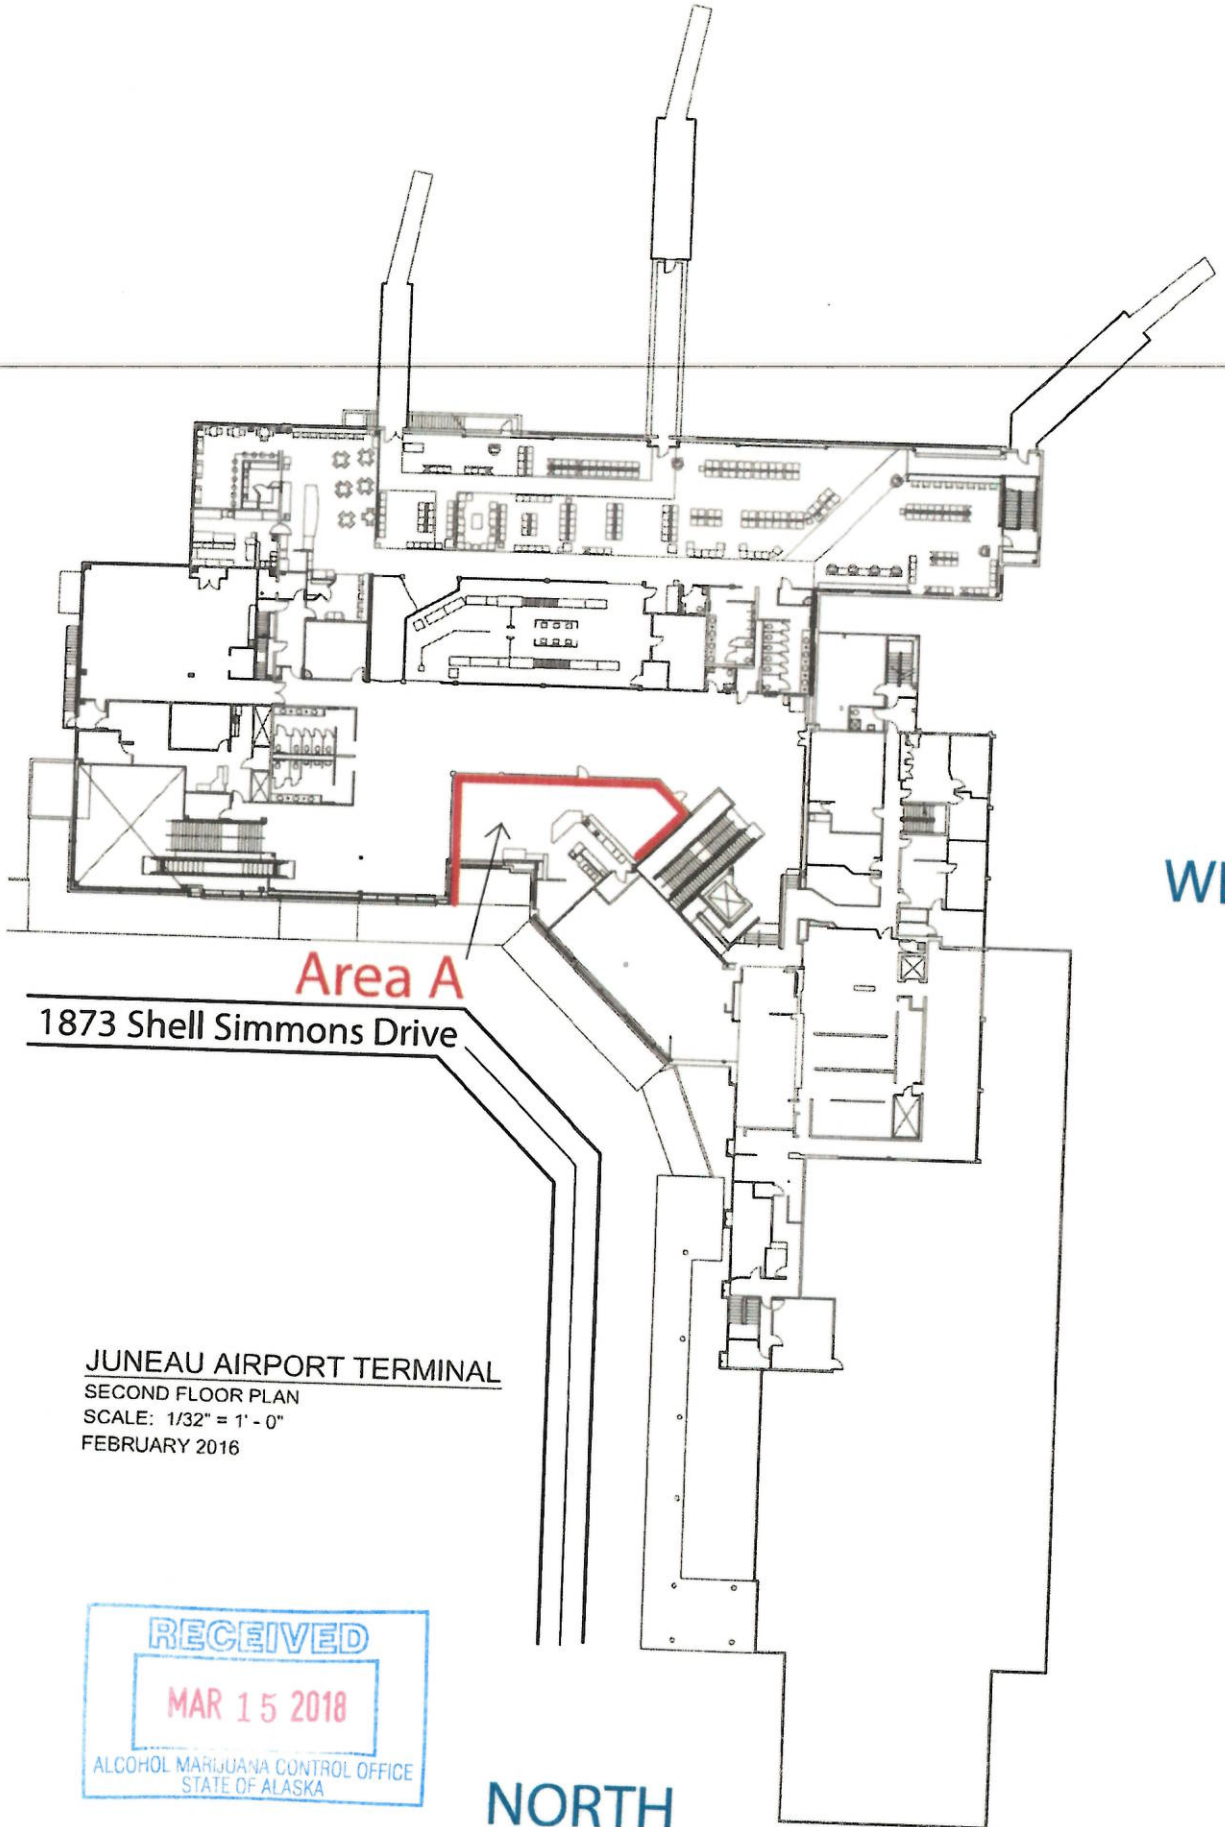 WE
Area A
1873 Shell Simmons Drive
JUNEAU AIRPORT TERMINAL
SECOND FLOOR PLAN
SCALE: 1/32" = 1' - 0"
FEBRUARY 2016
RECEIVED
MAR 15 2018
ALCOHOL MARIJUANA CONTROL OFFICE
STATE OF ALASKA
NORTH